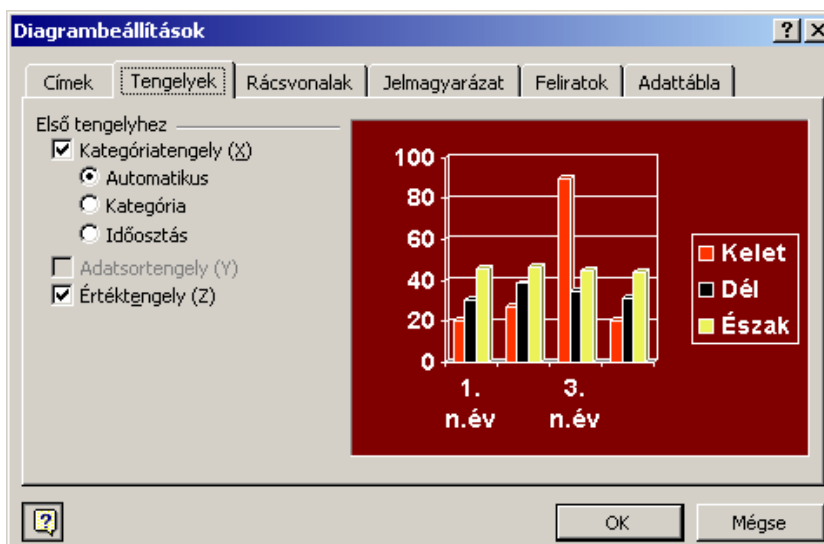 Diagrambeállítások
Címek Tengelyek Rácsvonalak Jelmagyarázat Feliratok Adattábla
Első tengelyhez
Kategóriatengely (X)
Automatikus
Kategória
Időosztás
Adatsortengely (Y)
Értéktengely (Z)
100
80
60
40
20
0
1. n.év
3. n.év
Kelet
Dél
Észak
OK Mégse